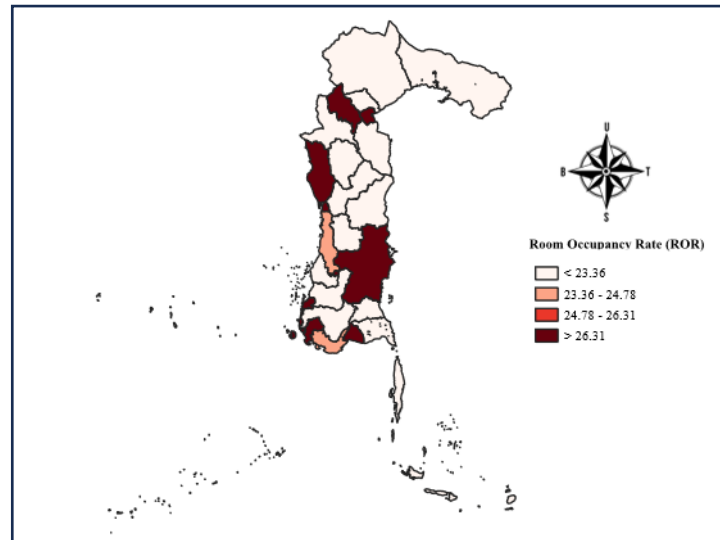 U
B T
S
Room Occupancy Rate (ROR)
< 23.36
23.36 - 24.78
24.78 - 26.31
> 26.31